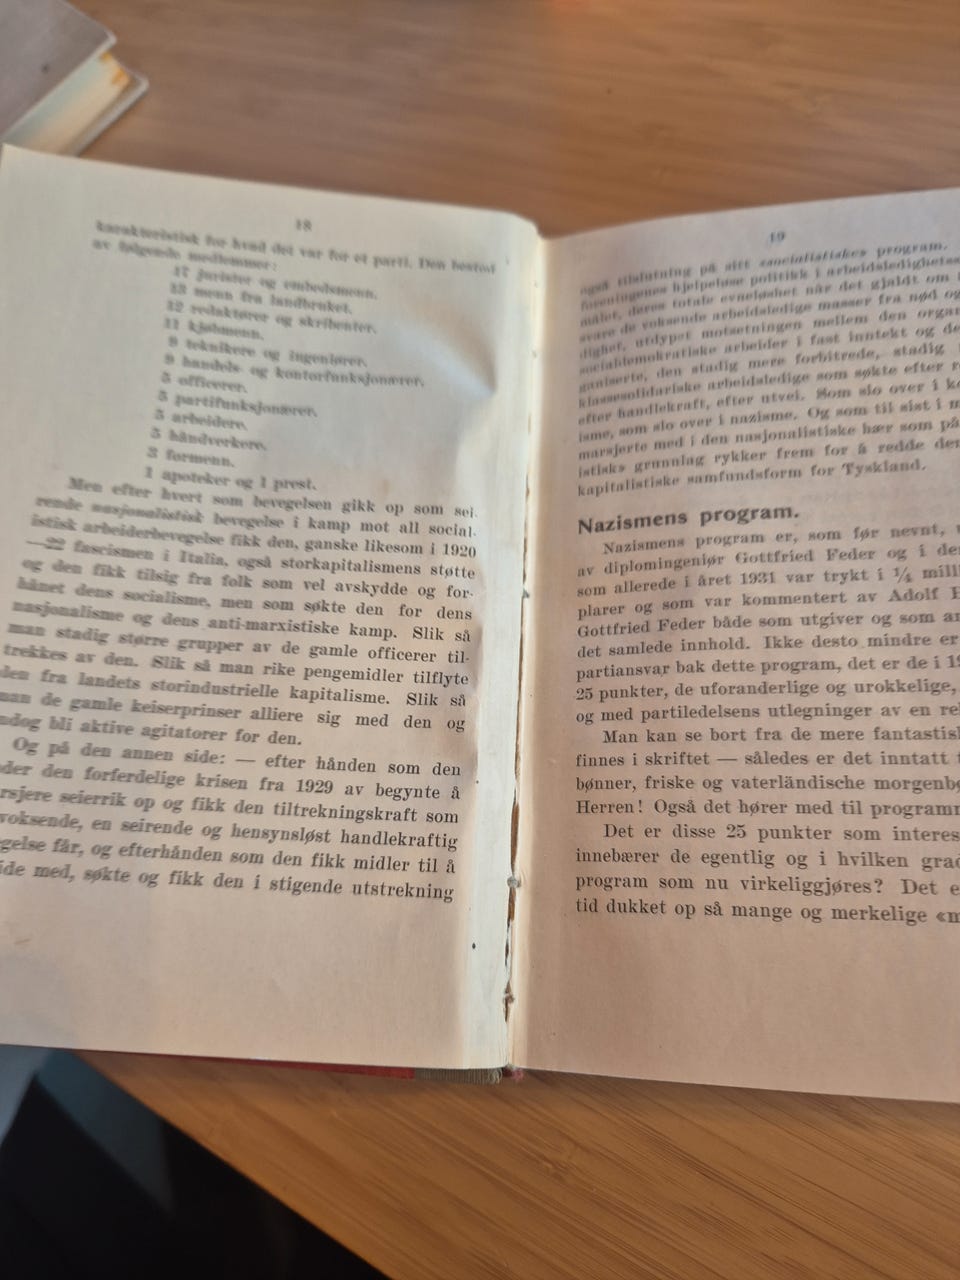 18
karakteristisk for hvad det var for et parti. Den bestod
av følgende medlemmer:
17 jurister og embedsmenn.
13 menn fra landbruket.
12 redaktører og skribenter.
11 kjøbmenn.
9 teknikere og ingeniører.
9 handels- og kontorfunksjonærer.
5 officerer.
5 partifunksjonærer.
5 arbeidere.
5 håndverkere.
3 formenn.
1 apoteker og 1 prest.
Men efter hvert som bevegelsen gikk op som sei-
rende nasjonalistisk bevegelse i kamp mot all social-
istisk arbeiderbevegelse fikk den, ganske likesom i 1920
—22 fascismen i Italia, også storkapitalismens støtte
og den fikk tilsig fra folk som vel avskydde og for-
hånet dens socialisme, men som søkte den for dens
nasjonalisme og dens anti-marxistiske kamp. Slik så
man stadig større grupper av de gamle officerer til-
trekkes av den. Slik så man rike pengemidler tilflyte
den fra landets storindustrielle kapitalisme. Slik så
man de gamle keiserprinser alliere sig med den og
endog bli aktive agitatorer for den.
Og på den annen side: — efter hånden som den
under den forferdelige krisen fra 1929 av begynte å
marsjere seierrik op og fikk den tiltrekningskraft som
voksende, en seirende og hensynsløst handlekraftig
får, og efterhånden som den fikk midler til å
med, søkte og fikk den i stigende utstrekning
19
også tilslutning på sitt «socialistiske» program.
foreningenes hjelpeløse politikk i
målet, deres totale evneløshet når det gjaldt om
svare de voksende arbeidsledige masser fra nød og
dighet, utdypet motsetningen mellem den
socialdemokratiske arbeider i fast inntekt og de
ganiserte, den stadig mere forbitrede, stadig
klassesolidariske arbeidsledige som søkte efter
efter handlekraft, efter utvei. Som slo over i
isme, som slo over i nazisme. Og som til sist i
marsjerte med i den nasjonalistiske hær som på
istisk» grunnlag rykker frem for å redde
kapitalistiske samfundsform for Tyskland.
Nazismens program.
Nazismens program er, som før nevnt,
av diplomingeniør Gottfried Feder og i
som allerede i året 1931 var trykt i ¼
plarer og som var kommentert av Adolf
Gottfried Feder både som utgiver og som
det samlede innhold. Ikke desto mindre er
partiansvar bak dette program, det er de i
25 punkter, de uforanderlige og urokkelige,
og med partiledelsens utlegninger av en
Man kan se bort fra de mere
finnes i skriftet — således er det inntatt
bønner, friske og vaterländische
Herren! Også det hører med til
Det er disse 25 punkter som
innebærer de egentlig og i hvilken
program som nu virkeliggjøres? Det
tid dukket op så mange og merkelige